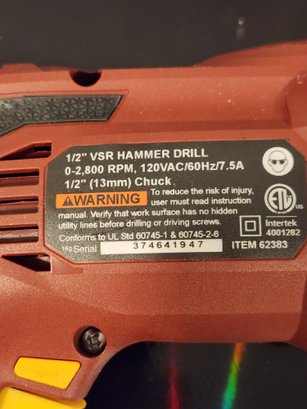 1/2" VSR HAMMER DRILL
0-2,800 RPM, 120VAC/60Hz/7.5A
1/2" (13mm) Chuck
WARNING To reduce the risk of injury,
user must read instruction
manual. Verify that work surface has no hidden
utility lines before drilling or driving screws.
Conforms to UL Std 60745-1 & 60745-2-6
Serial: 374641947
ETL
US
Intertek
4001282
ITEM 62383